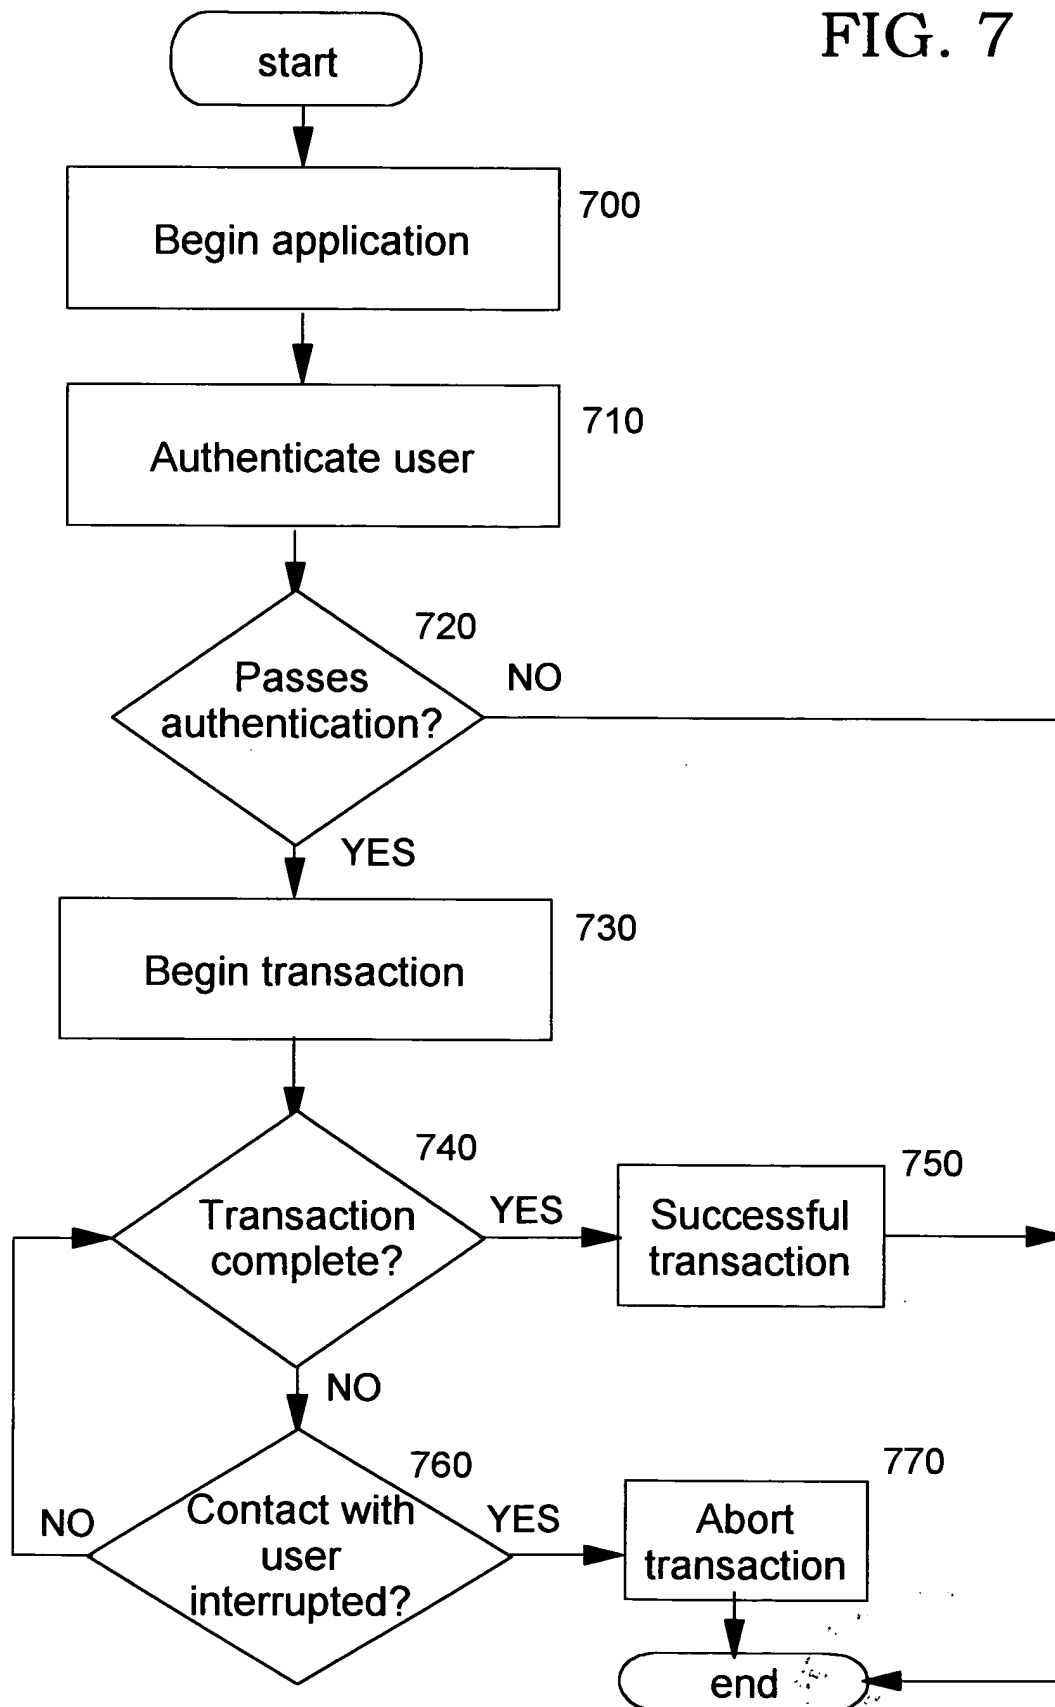 FIG. 7
start
700
Begin application
710
Authenticate user
720
Passes
authentication?
NO
YES
730
Begin transaction
740
Transaction
complete?
YES
750
Successful
transaction
NO
760
Contact with
user
interrupted?
NO
YES
770
Abort
transaction
end